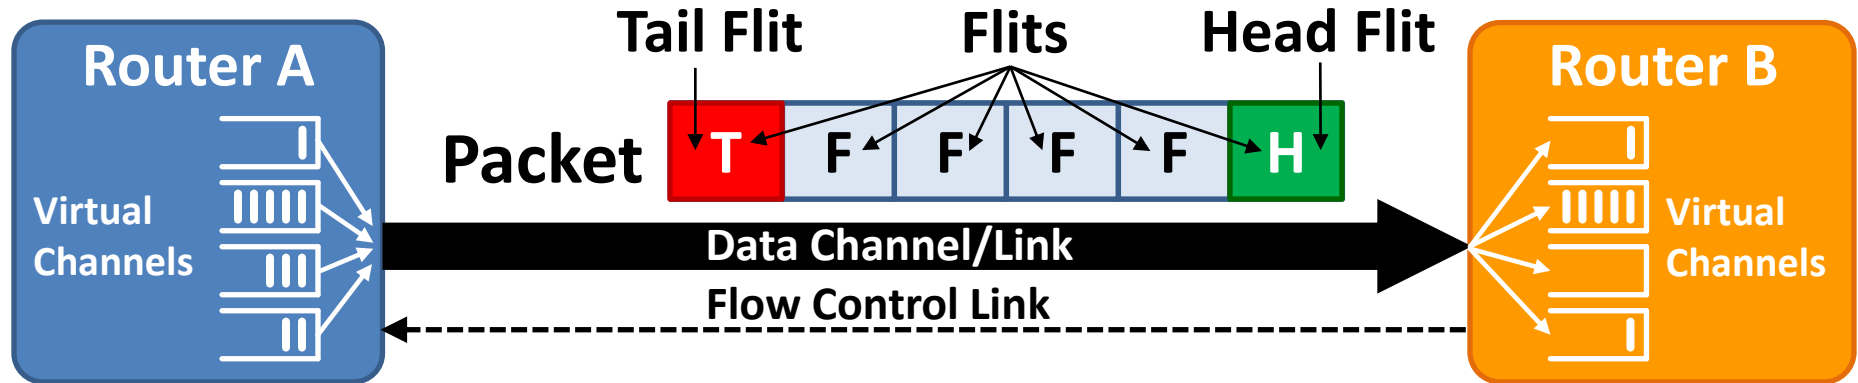 Router A
Virtual
Channels
Tail Flit
Flits
Head Flit
Packet
T
F
F
F
F
H
Data Channel/Link
Flow Control Link
Router B
Virtual
Channels